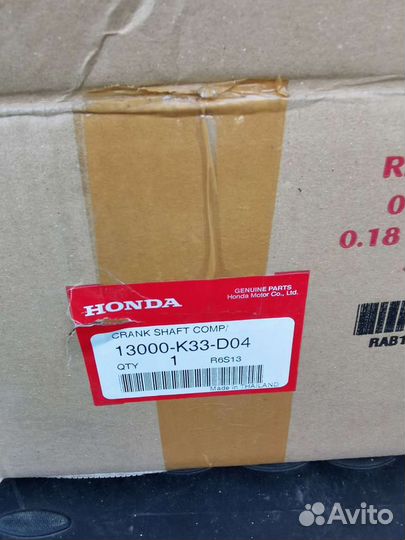 HONDA
GENUINE PARTS
Honda Motor Co., Ltd.
CRANK SHAFT COMP/
13000-K33-D04
QTY 1 R6S13
Made in THAILAND
0.18
RAB1
Avito